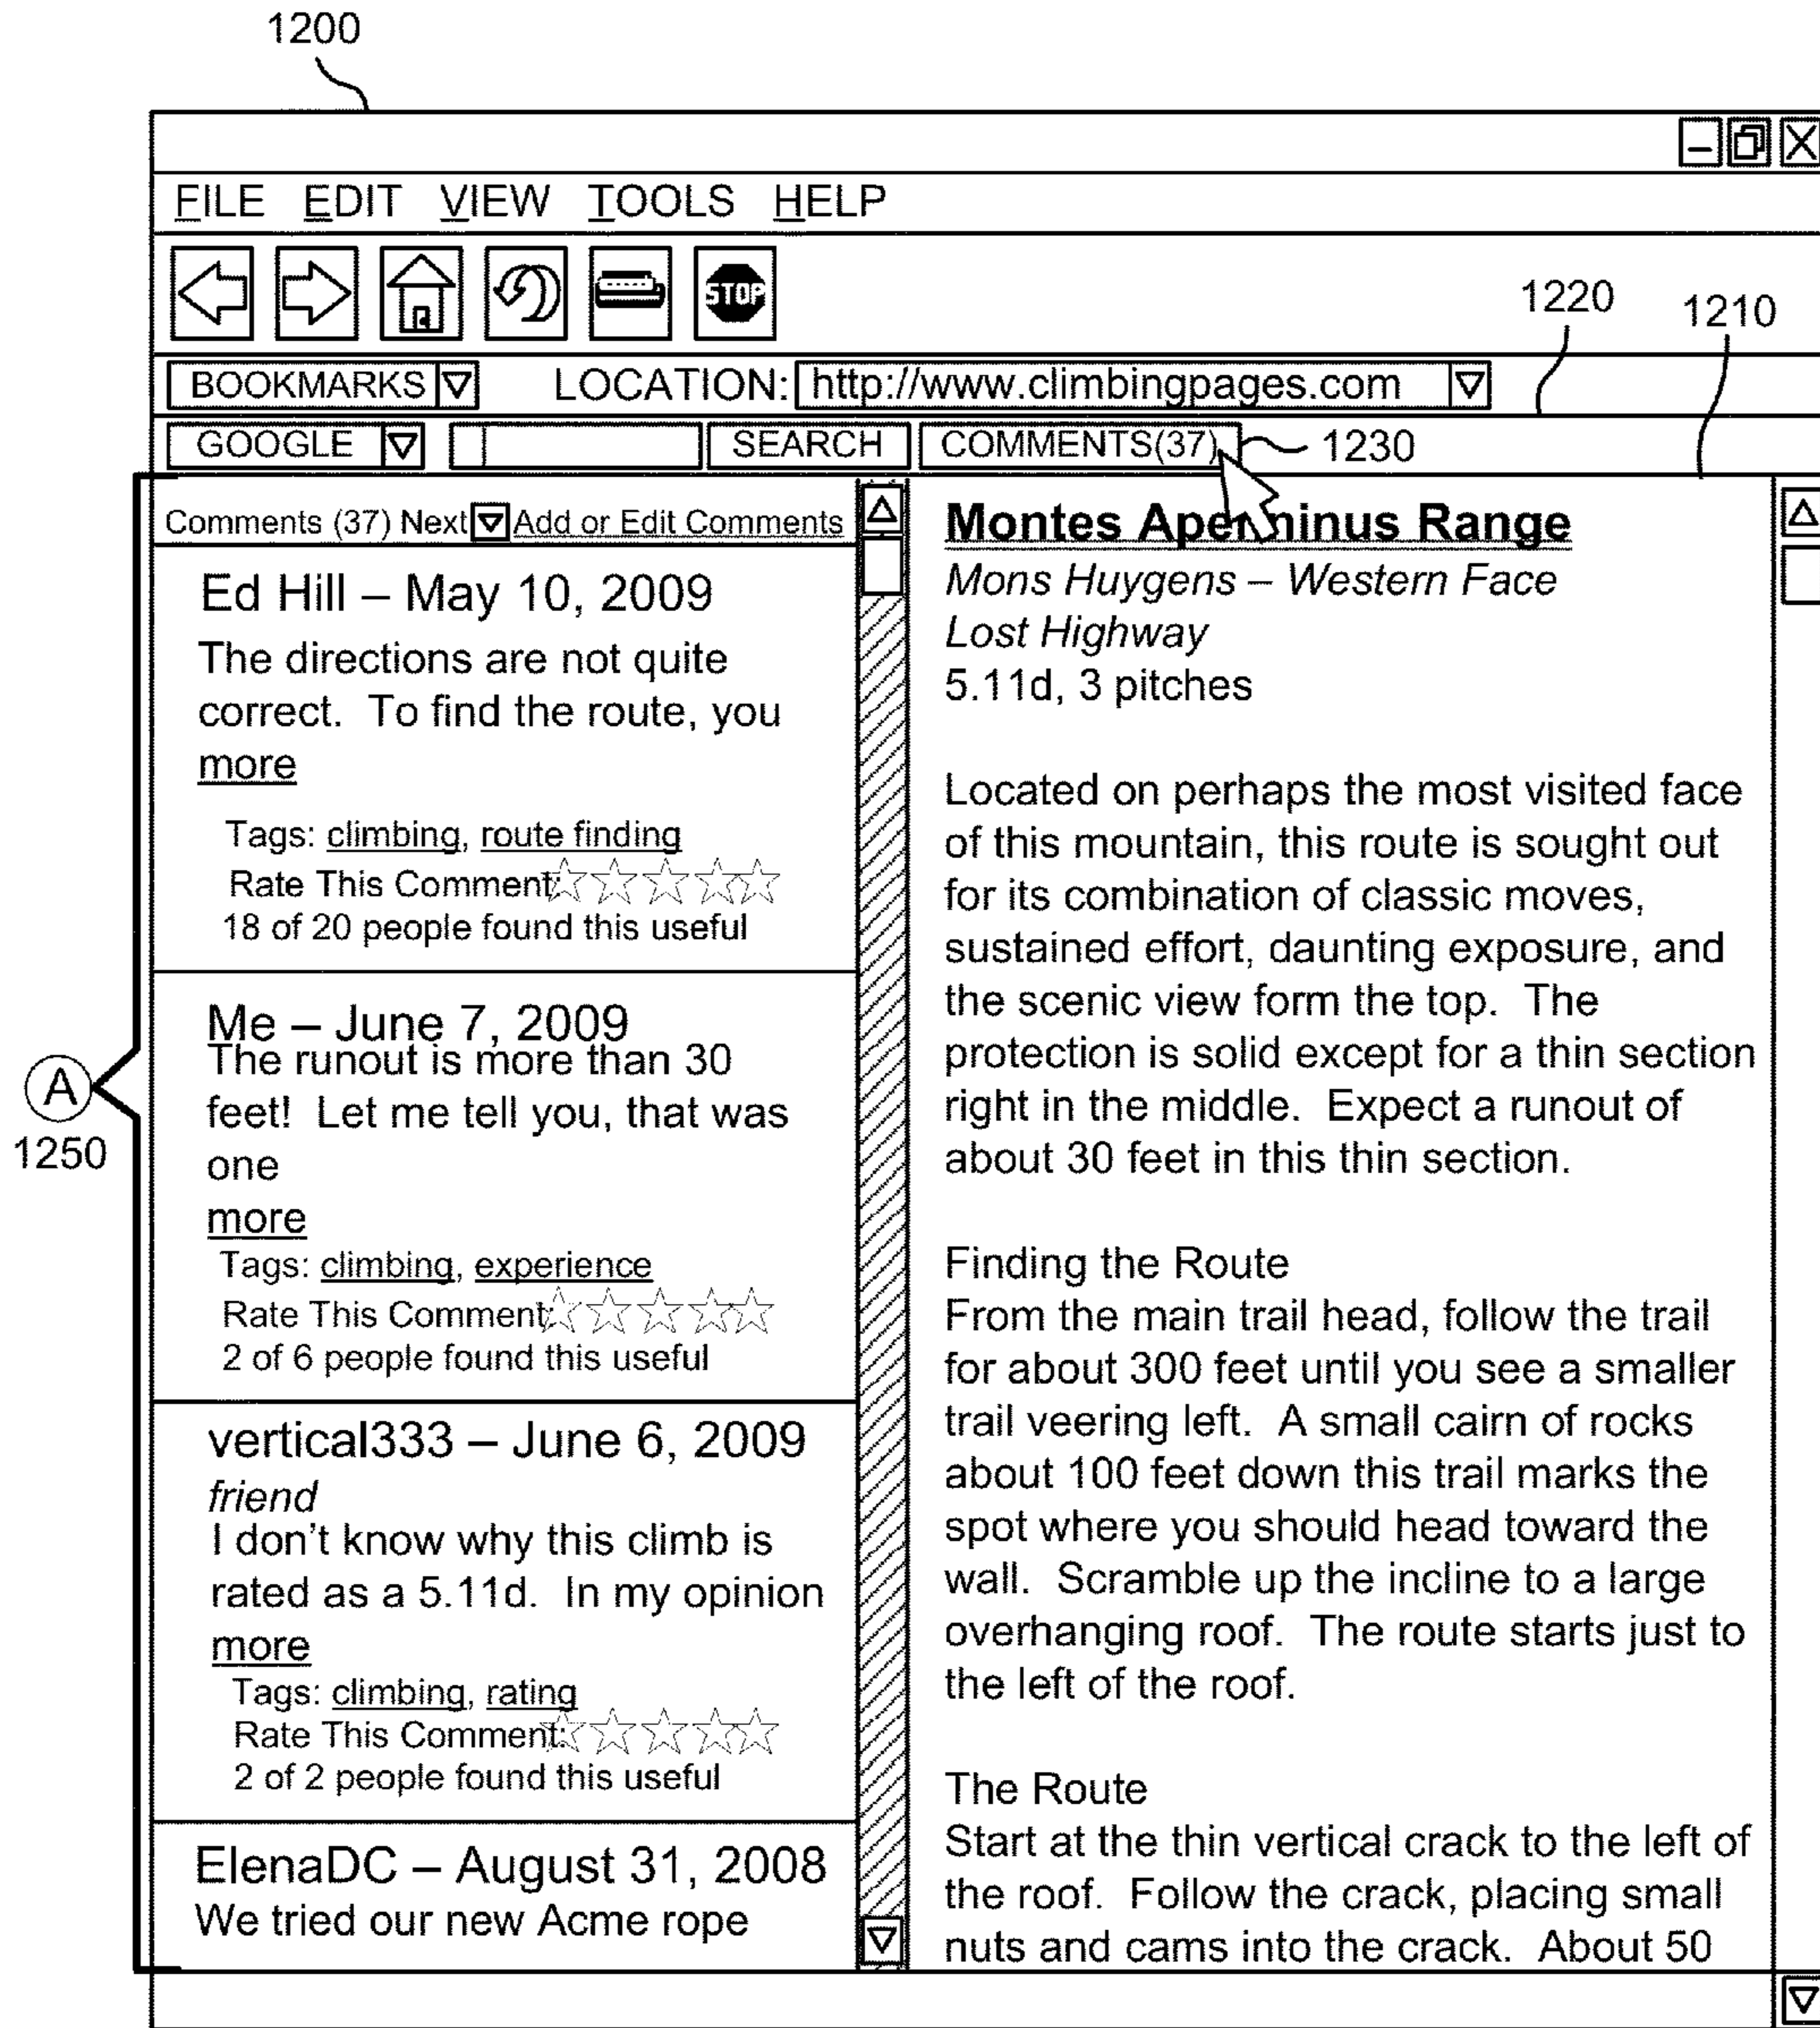 1200
FILE EDIT VIEW TOOLS HELP
STOP
1220
1210
BOOKMARKS LOCATION: http://www.climbingpages.com
GOOGLE SEARCH COMMENTS(37) 1230
Comments (37) Next Add or Edit Comments
Ed Hill – May 10, 2009
The directions are not quite
correct. To find the route, you
more
Tags: climbing, route finding
Rate This Comment:
18 of 20 people found this useful
A
1250
Me – June 7, 2009
The runout is more than 30
feet! Let me tell you, that was
one
more
Tags: climbing, experience
Rate This Comment:
2 of 6 people found this useful
vertical333 – June 6, 2009
friend
I don't know why this climb is
rated as a 5.11d. In my opinion
more
Tags: climbing, rating
Rate This Comment:
2 of 2 people found this useful
ElenaDC – August 31, 2008
We tried our new Acme rope
Montes Apenninus Range
Mons Huygens – Western Face
Lost Highway
5.11d, 3 pitches
Located on perhaps the most visited face
of this mountain, this route is sought out
for its combination of classic moves,
sustained effort, daunting exposure, and
the scenic view form the top. The
protection is solid except for a thin section
right in the middle. Expect a runout of
about 30 feet in this thin section.
Finding the Route
From the main trail head, follow the trail
for about 300 feet until you see a smaller
trail veering left. A small cairn of rocks
about 100 feet down this trail marks the
spot where you should head toward the
wall. Scramble up the incline to a large
overhanging roof. The route starts just to
the left of the roof.
The Route
Start at the thin vertical crack to the left of
the roof. Follow the crack, placing small
nuts and cams into the crack. About 50